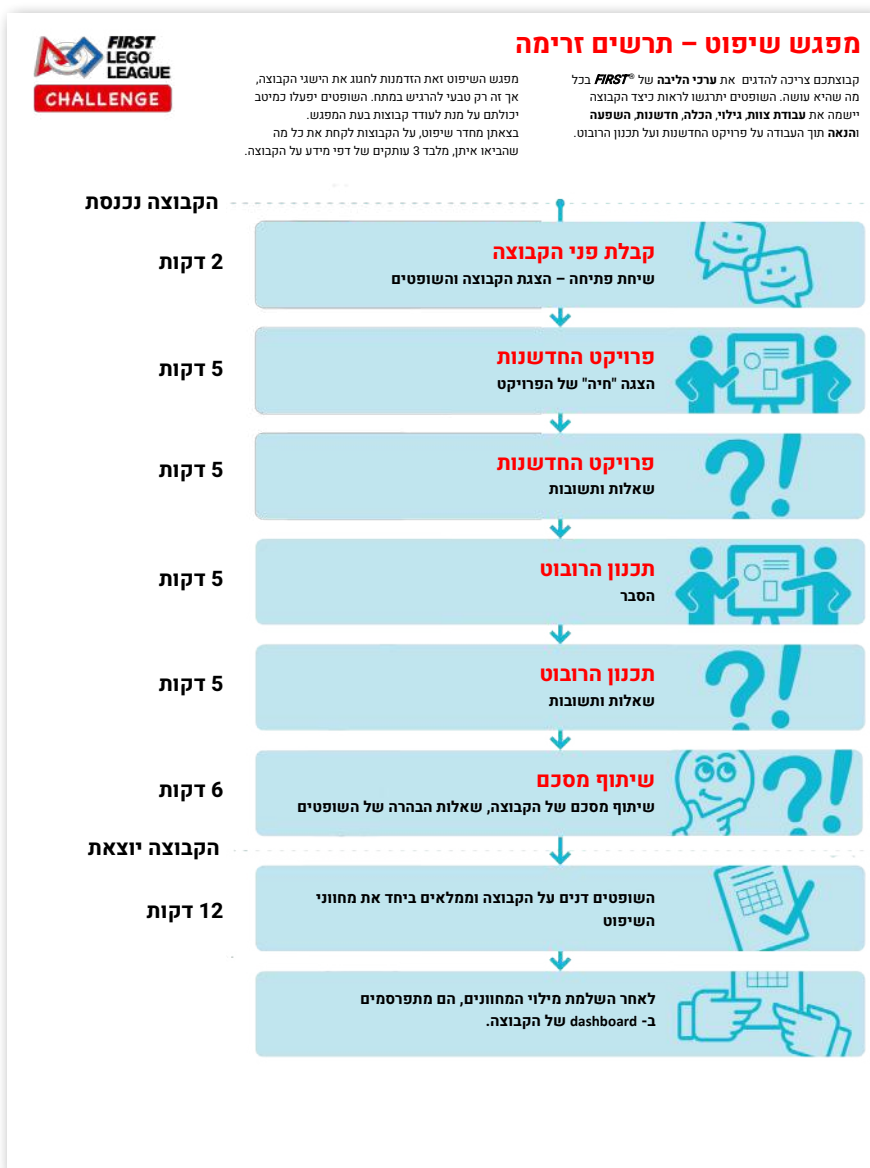 מפגש שיפוט – תרשים זרימה
FIRST
LEGO
LEAGUE
CHALLENGE
קבוצתכם צריכה להדגים את ערכי הליבה של FIRST® בכל
מה שהיא עושה. השופטים יתרגשו לראות כיצד הקבוצה
יישמה את עבודת צוות, גילוי, הכלה, חדשנות, השפעה
והנאה תוך העבודה על פרויקט החדשנות ועל תכנון הרובוט.
מפגש השיפוט זאת הזדמנות לחגוג את הישגי הקבוצה,
אך זה רק טבעי להרגיש במתח. השופטים יפעלו כמיטב
יכולתם על מנת לעודד קבוצות בעת המפגש.
בצאתן מחדר שיפוט, על הקבוצות לקחת את כל מה
שהביאו איתן, מלבד 3 עותקים של דפי מידע על הקבוצה.
הקבוצה נכנסת
קבלת פני הקבוצה
שיחת פתיחה – הצגת הקבוצה והשופטים
2 דקות
פרויקט החדשנות
הצגה "חיה" של הפרויקט
5 דקות
פרויקט החדשנות
שאלות ותשובות
5 דקות
תכנון הרובוט
הסבר
5 דקות
תכנון הרובוט
שאלות ותשובות
5 דקות
שיתוף מסכם
שיתוף מסכם של הקבוצה, שאלות הבהרה של השופטים
6 דקות
הקבוצה יוצאת
השופטים דנים על הקבוצה וממלאים ביחד את מחווני
השיפוט
12 דקות
לאחר השלמת מילוי המחוונים, הם מתפרסמים
ב- dashboard של הקבוצה.